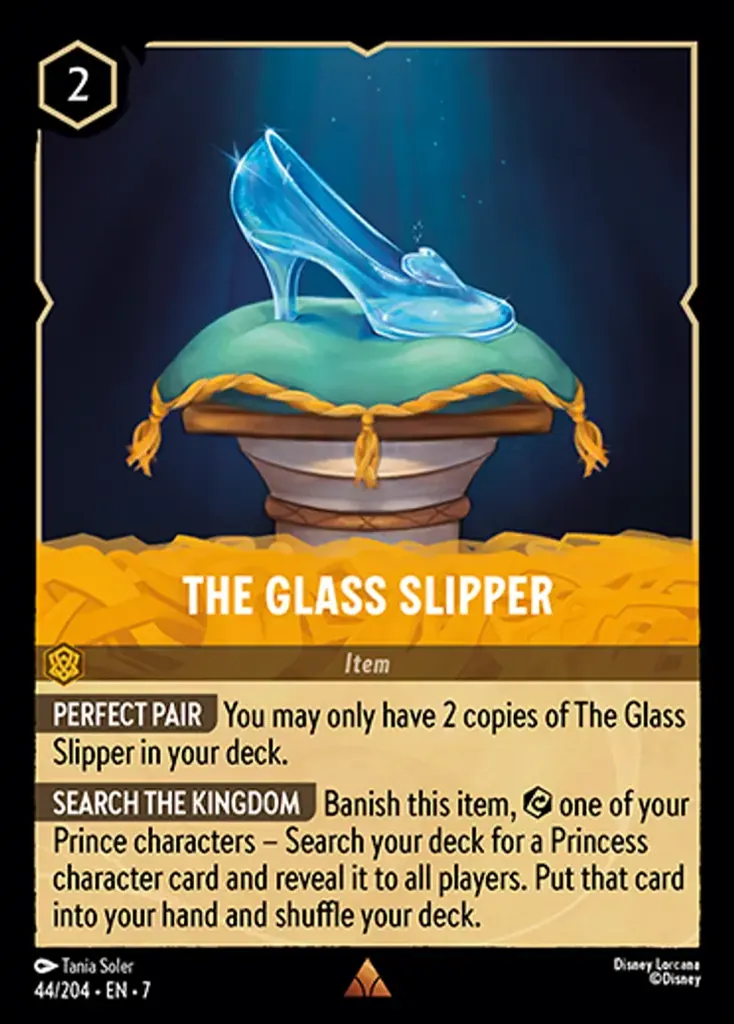 2
THE GLASS SLIPPER
Item
PERFECT PAIR You may only have 2 copies of The Glass
Slipper in your deck.
SEARCH THE KINGDOM Banish this item, one of your
Prince characters – Search your deck for a Princess
character card and reveal it to all players. Put that card
into your hand and shuffle your deck.
Tania Soler
44/204 • EN • 7
Disney Lorcana
©Disney